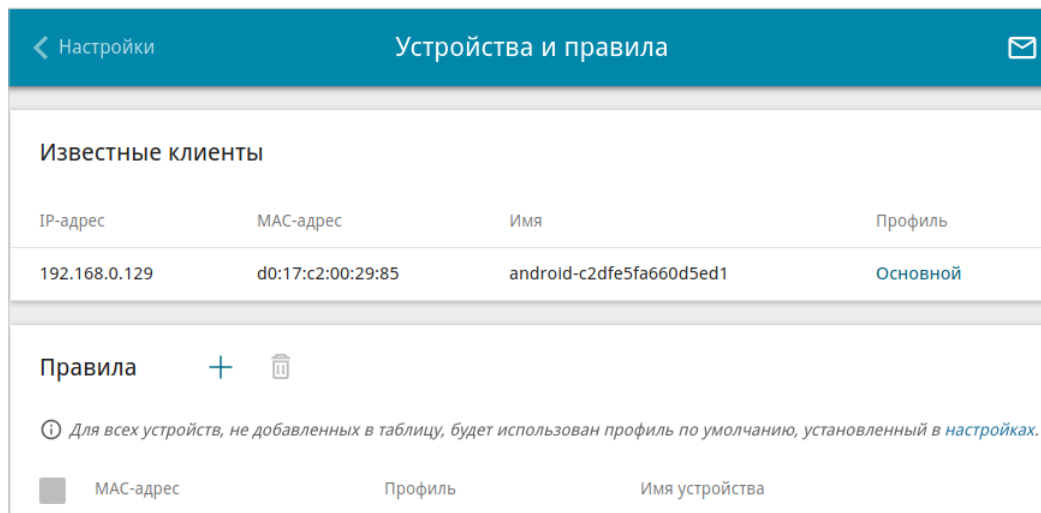 Настройки Устройства и правила
Известные клиенты
IP-адрес MAC-адрес Имя Профиль
192.168.0.129 d0:17:c2:00:29:85 android-c2dfe5fa660d5ed1 Основной
Правила
Для всех устройств, не добавленных в таблицу, будет использован профиль по умолчанию, установленный в настройках.
MAC-адрес Профиль Имя устройства